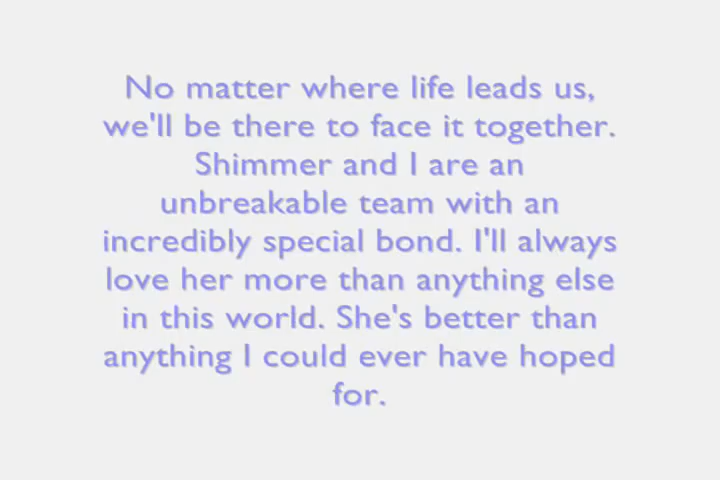 No matter where life leads us,
we'll be there to face it together.
Shimmer and I are an
unbreakable team with an
incredibly special bond. I'll always
love her more than anything else
in this world. She's better than
anything I could ever have hoped
for.